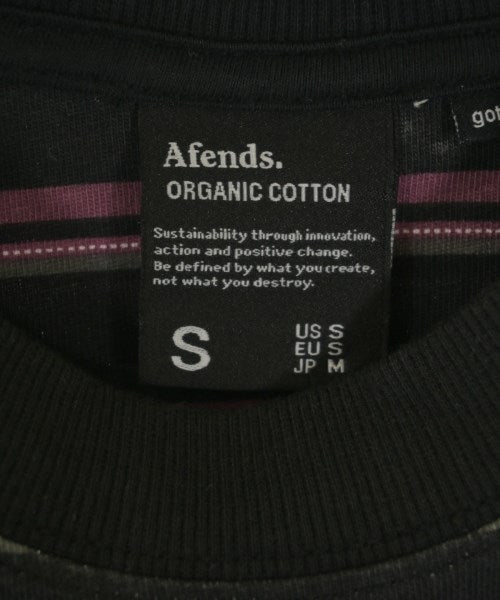 Afends.
ORGANIC COTTON
Sustainability through innovation,
action and positive change.
Be defined by what you create,
not what you destroy.
S
US S
EU S
JP M